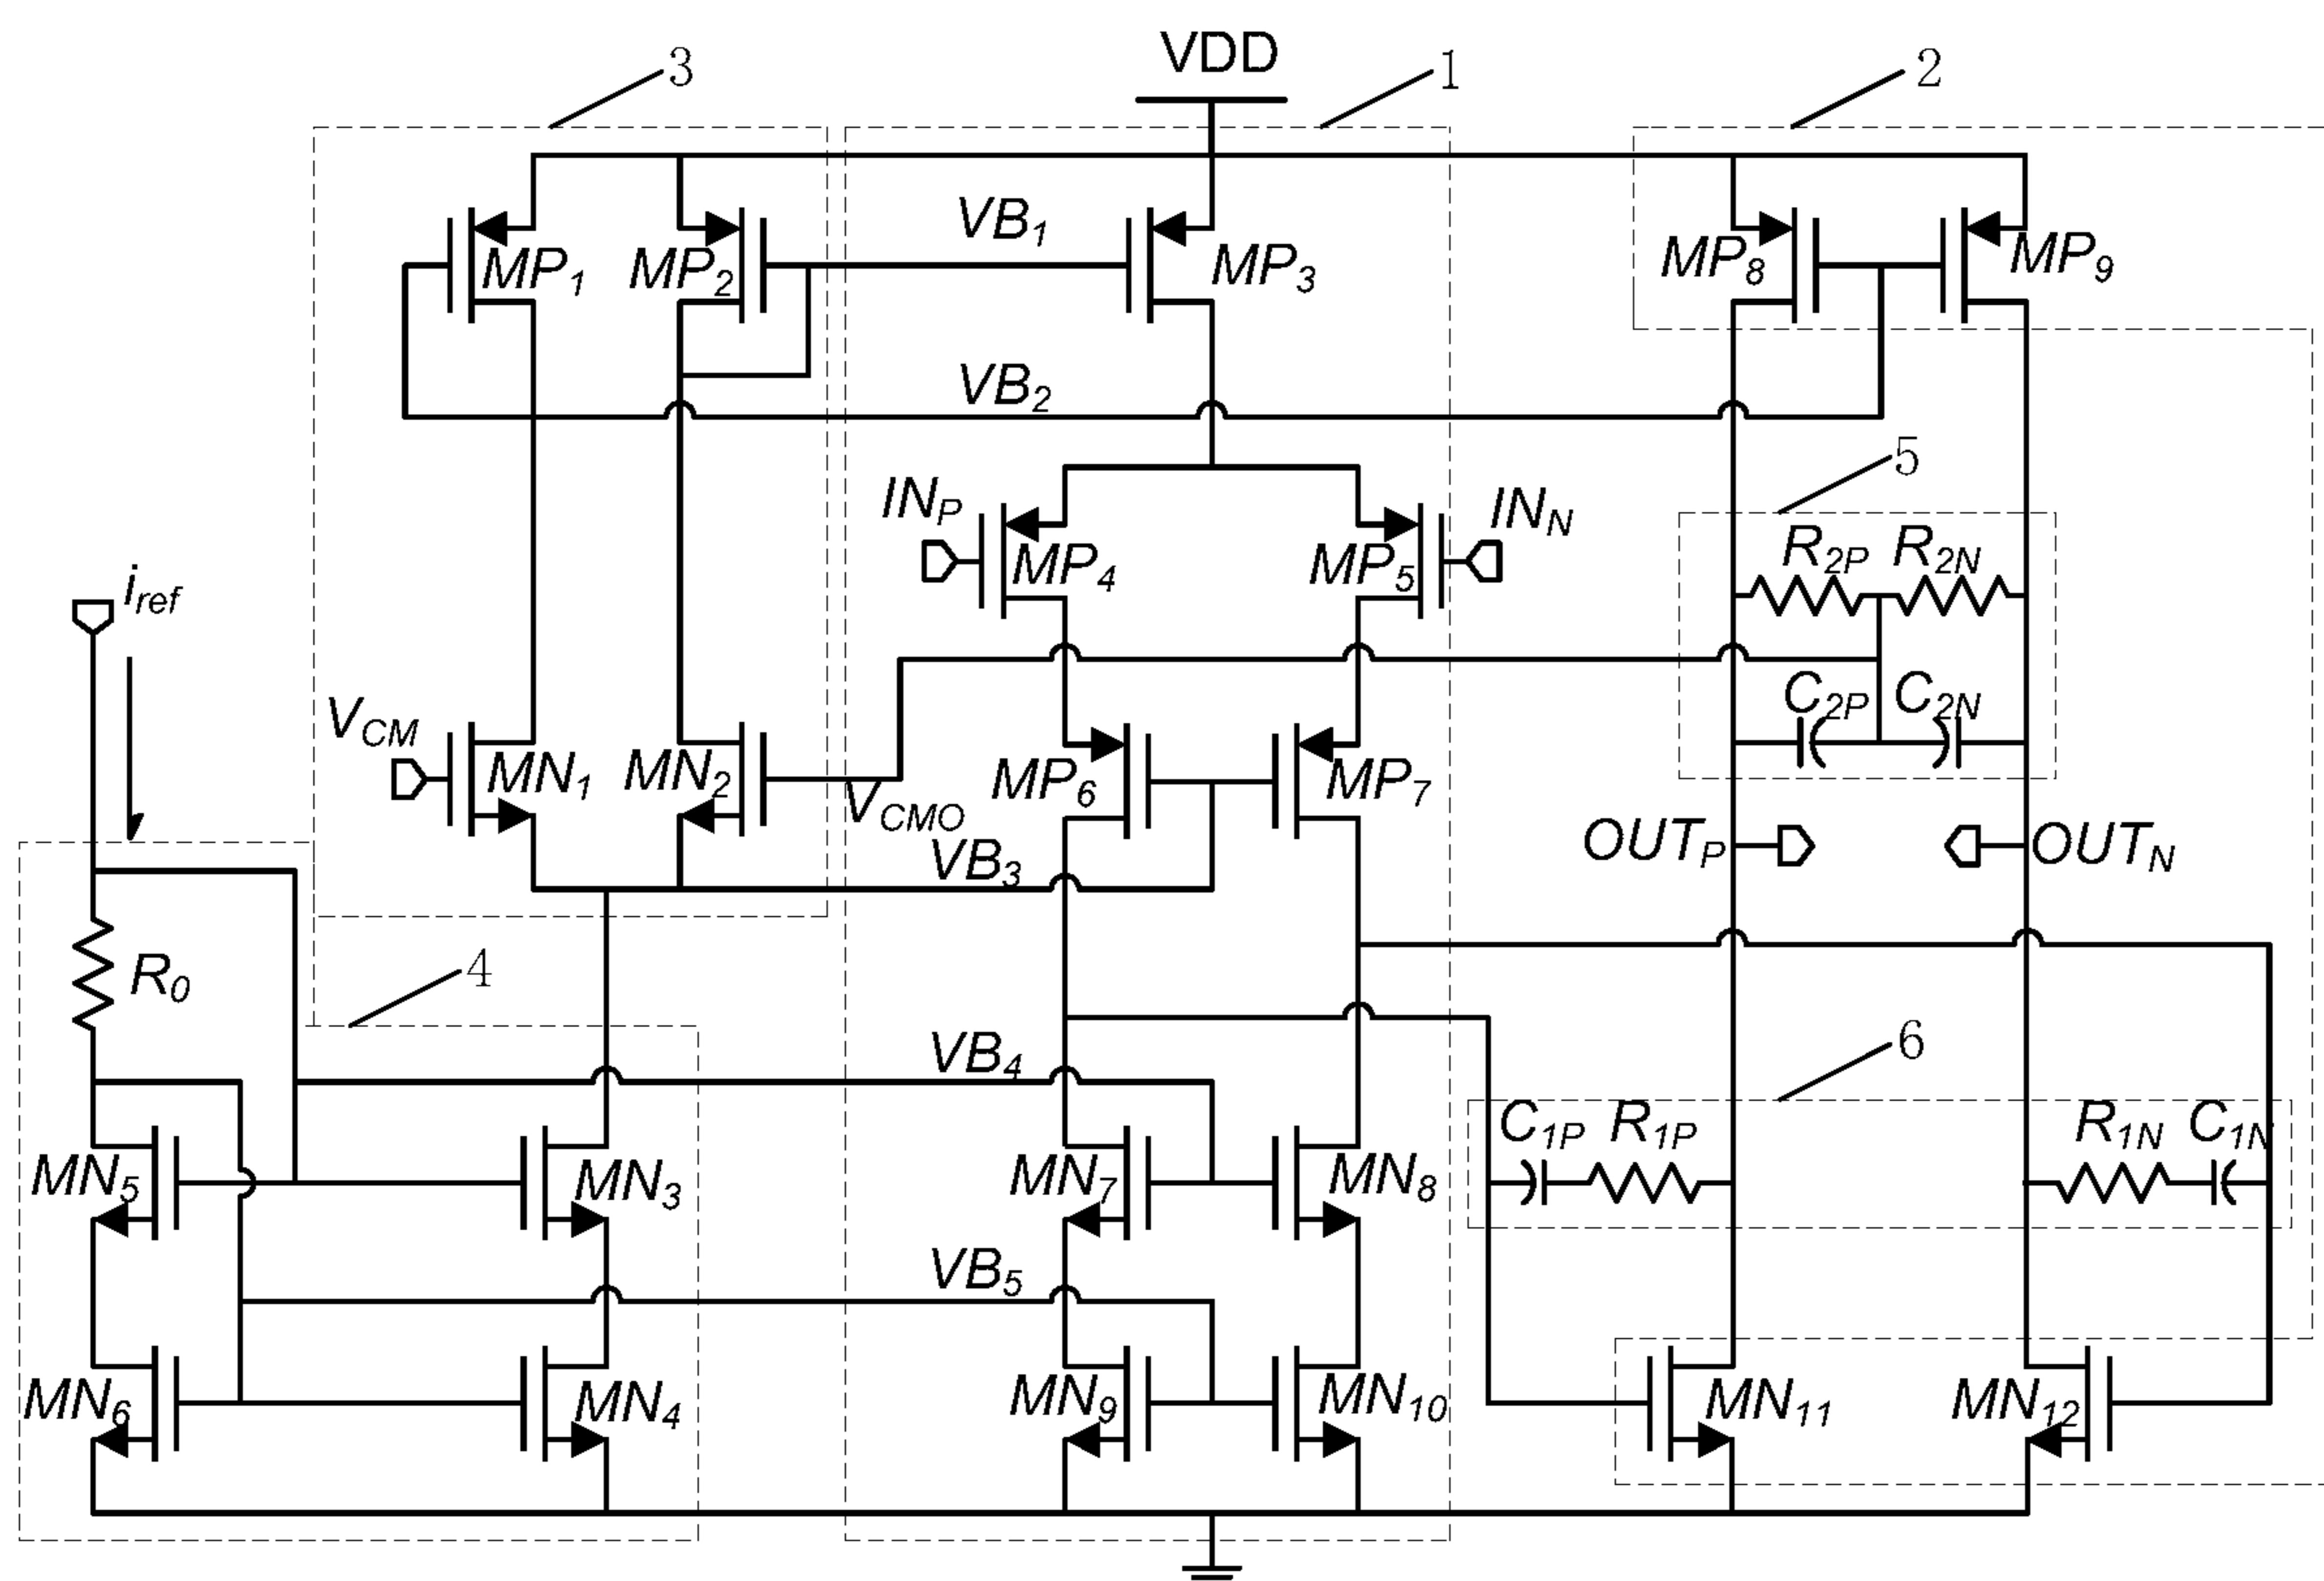 VDD
3
1
2
VB1
MP1
MP2
MP3
MP8
MP9
VB2
5
INP
INN
MP4
MP5
R2P
R2N
iref
VCM
C2P
C2N
MN1
MN2
MP6
MP7
VCMO
OUTP
OUTN
VB3
R0
4
VB4
6
C1P
R1P
R1N
C1N
MN5
MN3
MN7
MN8
VB5
MN6
MN4
MN9
MN10
MN11
MN12